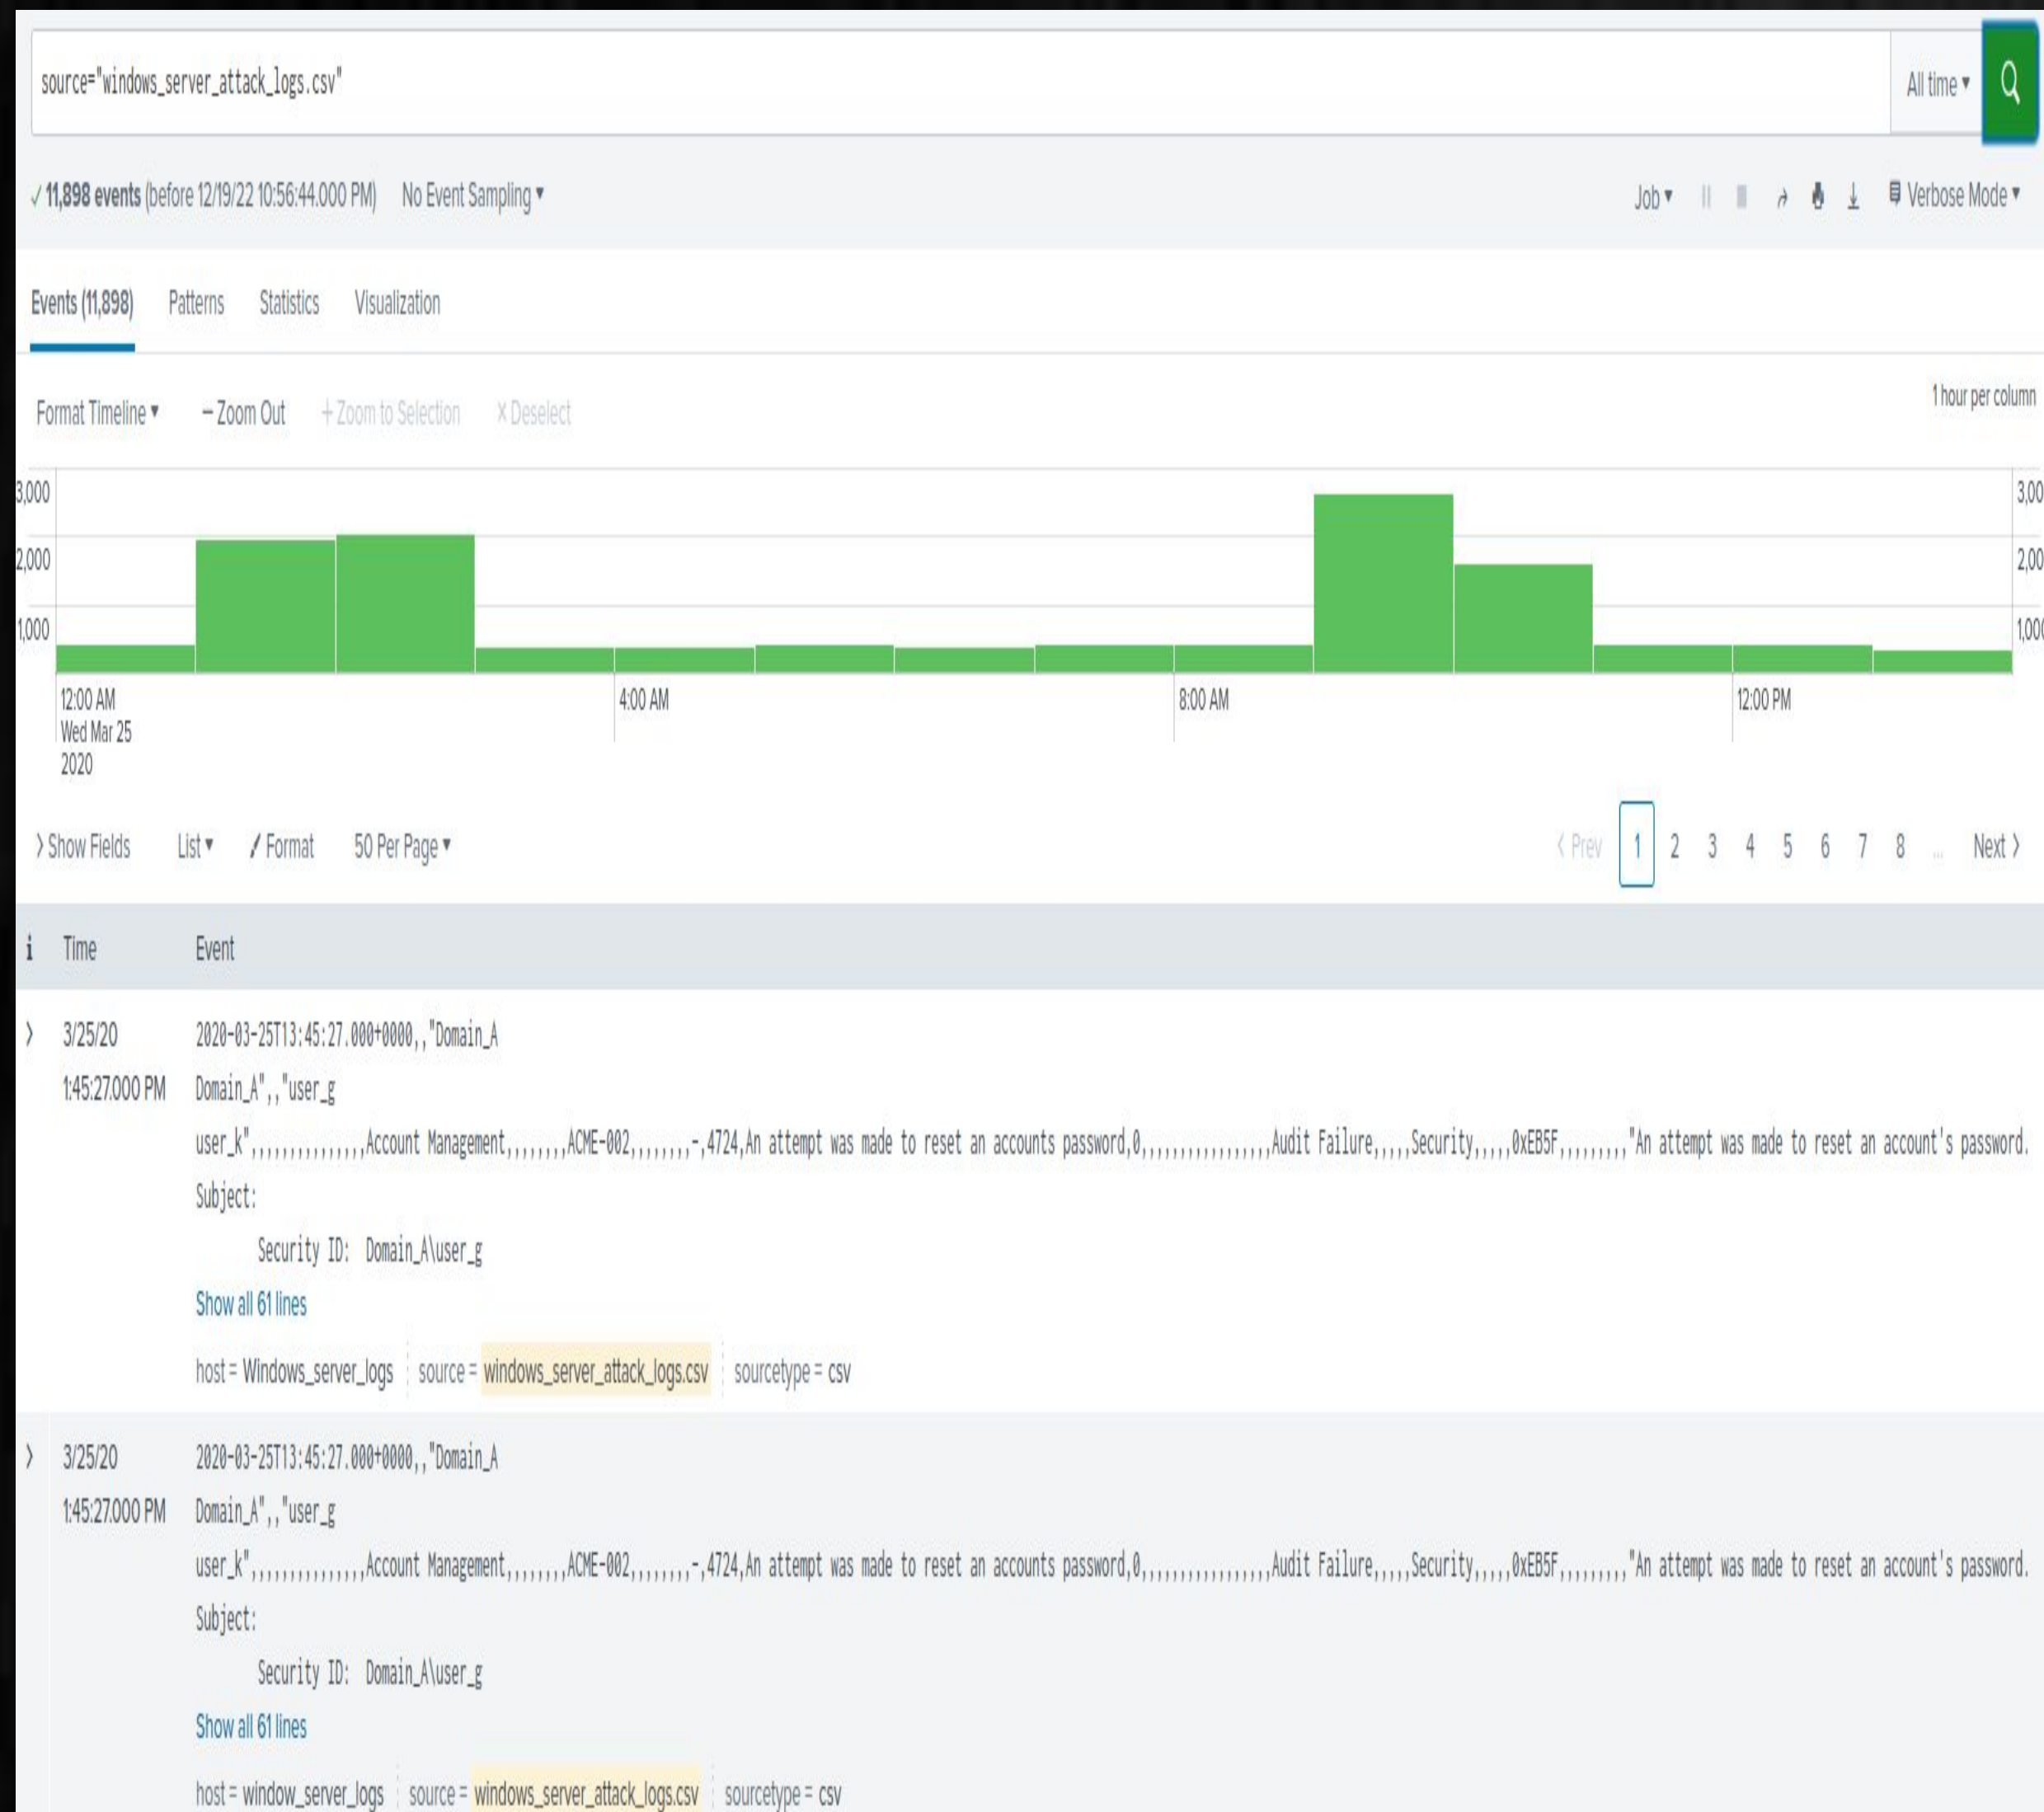 source="windows_server_attack_logs.csv"
All time
11,898 events (before 12/19/22 10:56:44.000 PM) No Event Sampling
Job Verbose Mode
Events (11,898) Patterns Statistics Visualization
Format Timeline — Zoom Out + Zoom to Selection × Deselect
1 hour per column
3,000 3,00
2,000 2,00
1,000 1,000
12:00 AM 4:00 AM 8:00 AM 12:00 PM
Wed Mar 25
2020
> Show Fields List Format 50 Per Page
< Prev 1 2 3 4 5 6 7 8 ... Next >
i Time Event
> 3/25/20 2020-03-25T13:45:27.000+0000,,"Domain_A
1:45:27.000 PM Domain_A",,"user_g
user_k",,,,,,,,,,,,,,,Account Management,,,,,,,,ACME-002,,,,,,,,-,4724,An attempt was made to reset an accounts password,0,,,,,,,,,,,,,,,,,Audit Failure,,,,,Security,,,,,0xEB5F,,,,,,,,,"An attempt was made to reset an account's password.
Subject:
Security ID: Domain_A\user_g
Show all 61 lines
host = Windows_server_logs source = windows_server_attack_logs.csv sourcetype = csv
> 3/25/20 2020-03-25T13:45:27.000+0000,,"Domain_A
1:45:27.000 PM Domain_A",,"user_g
user_k",,,,,,,,,,,,,,,Account Management,,,,,,,,ACME-002,,,,,,,,-,4724,An attempt was made to reset an accounts password,0,,,,,,,,,,,,,,,,,Audit Failure,,,,,Security,,,,,0xEB5F,,,,,,,,,"An attempt was made to reset an account's password.
Subject:
Security ID: Domain_A\user_g
Show all 61 lines
host = window_server_logs source = windows_server_attack_logs.csv sourcetype = csv